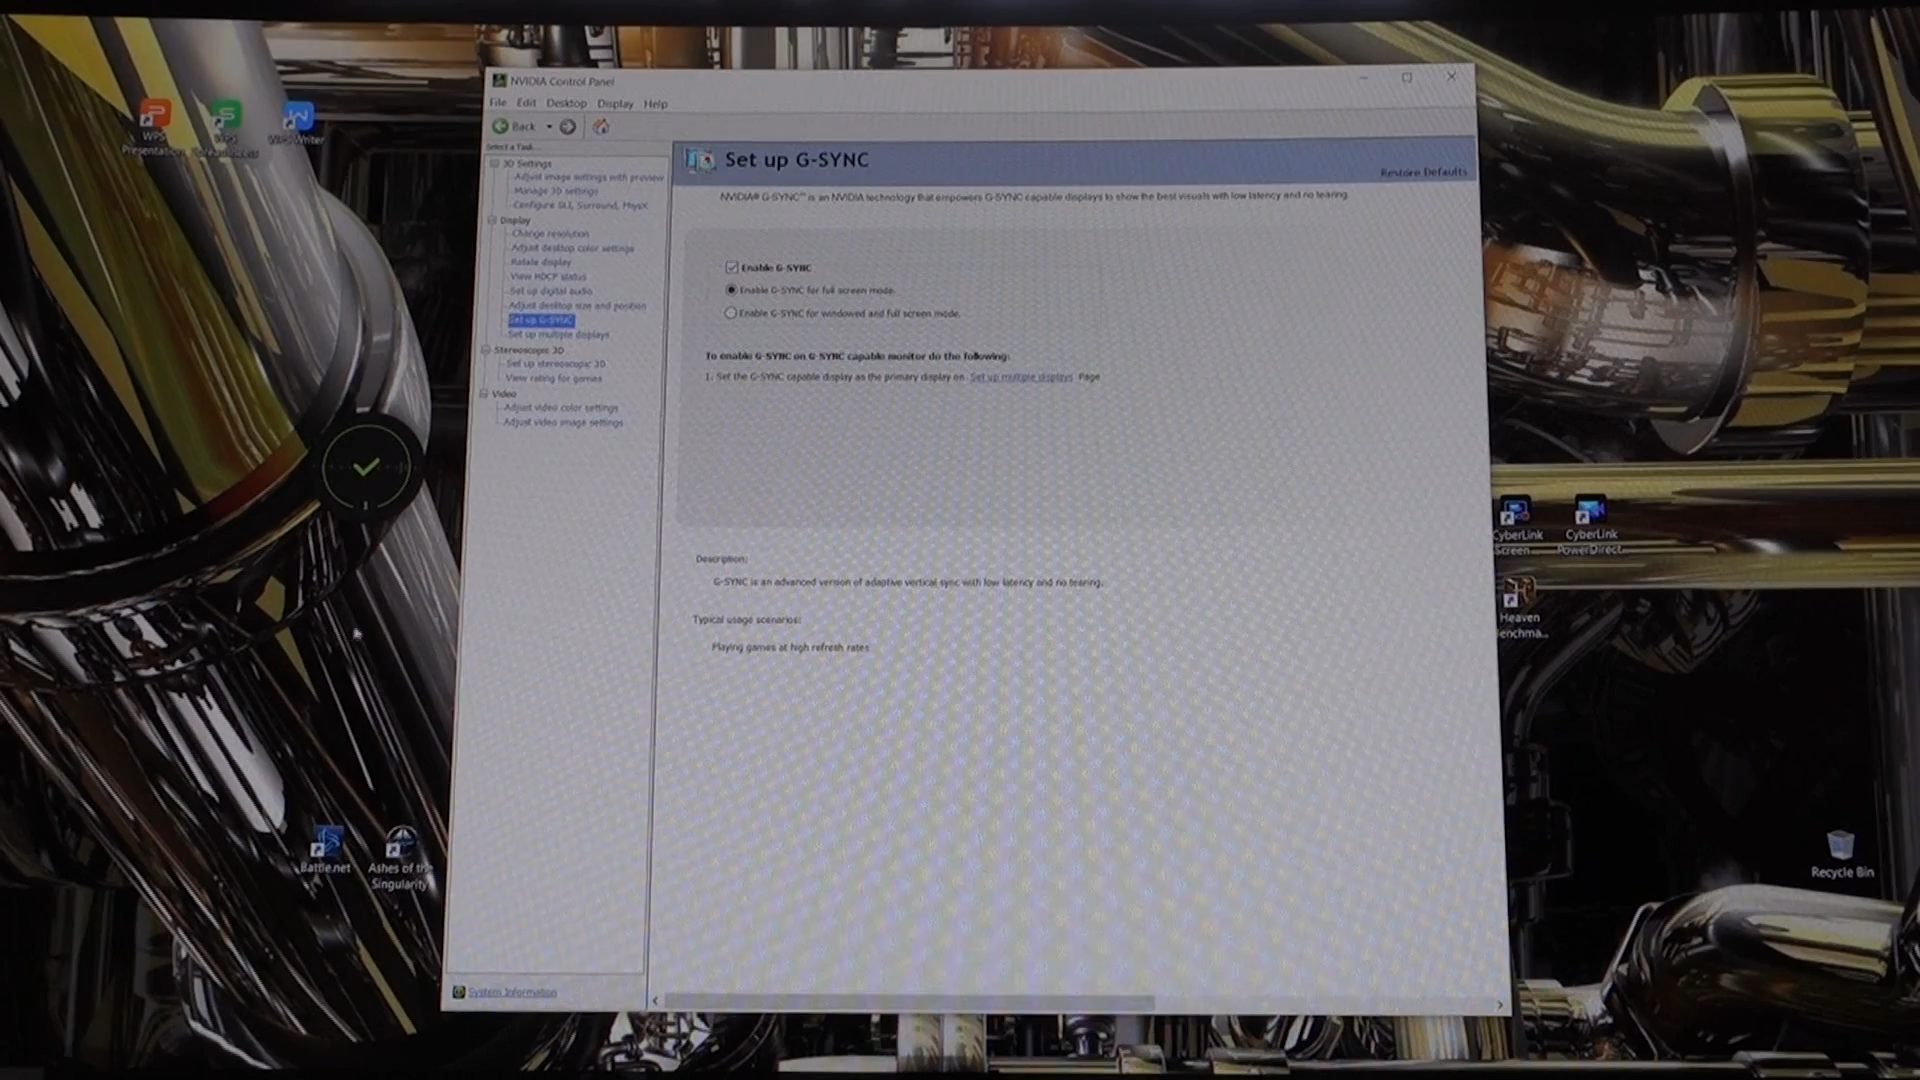 NVIDIA Control Panel
File Edit Desktop Display Help
Back
Select a Task...
3D Settings
Adjust image settings with preview
Manage 3D settings
Configure SLI, Surround, PhysX
Display
Change resolution
Adjust desktop color settings
Rotate display
View HDCP status
Set up digital audio
Adjust desktop size and position
Set up G-SYNC
Set up multiple displays
Stereoscopic 3D
Set up stereoscopic 3D
View rating for games
Video
Adjust video color settings
Adjust video image settings
System Information
Set up G-SYNC
Restore Defaults
NVIDIA® G-SYNC™ is an NVIDIA technology that empowers G-SYNC capable displays to show the best visuals with low latency and no tearing.
Enable G-SYNC
Enable G-SYNC for full screen mode.
Enable G-SYNC for windowed and full screen mode.
To enable G-SYNC on G-SYNC capable monitor do the following:
1. Set the G-SYNC capable display as the primary display on Set up multiple displays Page
Description:
G-SYNC is an advanced version of adaptive vertical sync with low latency and no tearing.
Typical usage scenarios:
Playing games at high refresh rates
WPS
Presentation
WPS
Spreadsheets
WPS Writer
Battle.net
Ashes of the
Singularity
CyberLink
Screen...
CyberLink
PowerDirect...
Heaven
Benchma...
Recycle Bin